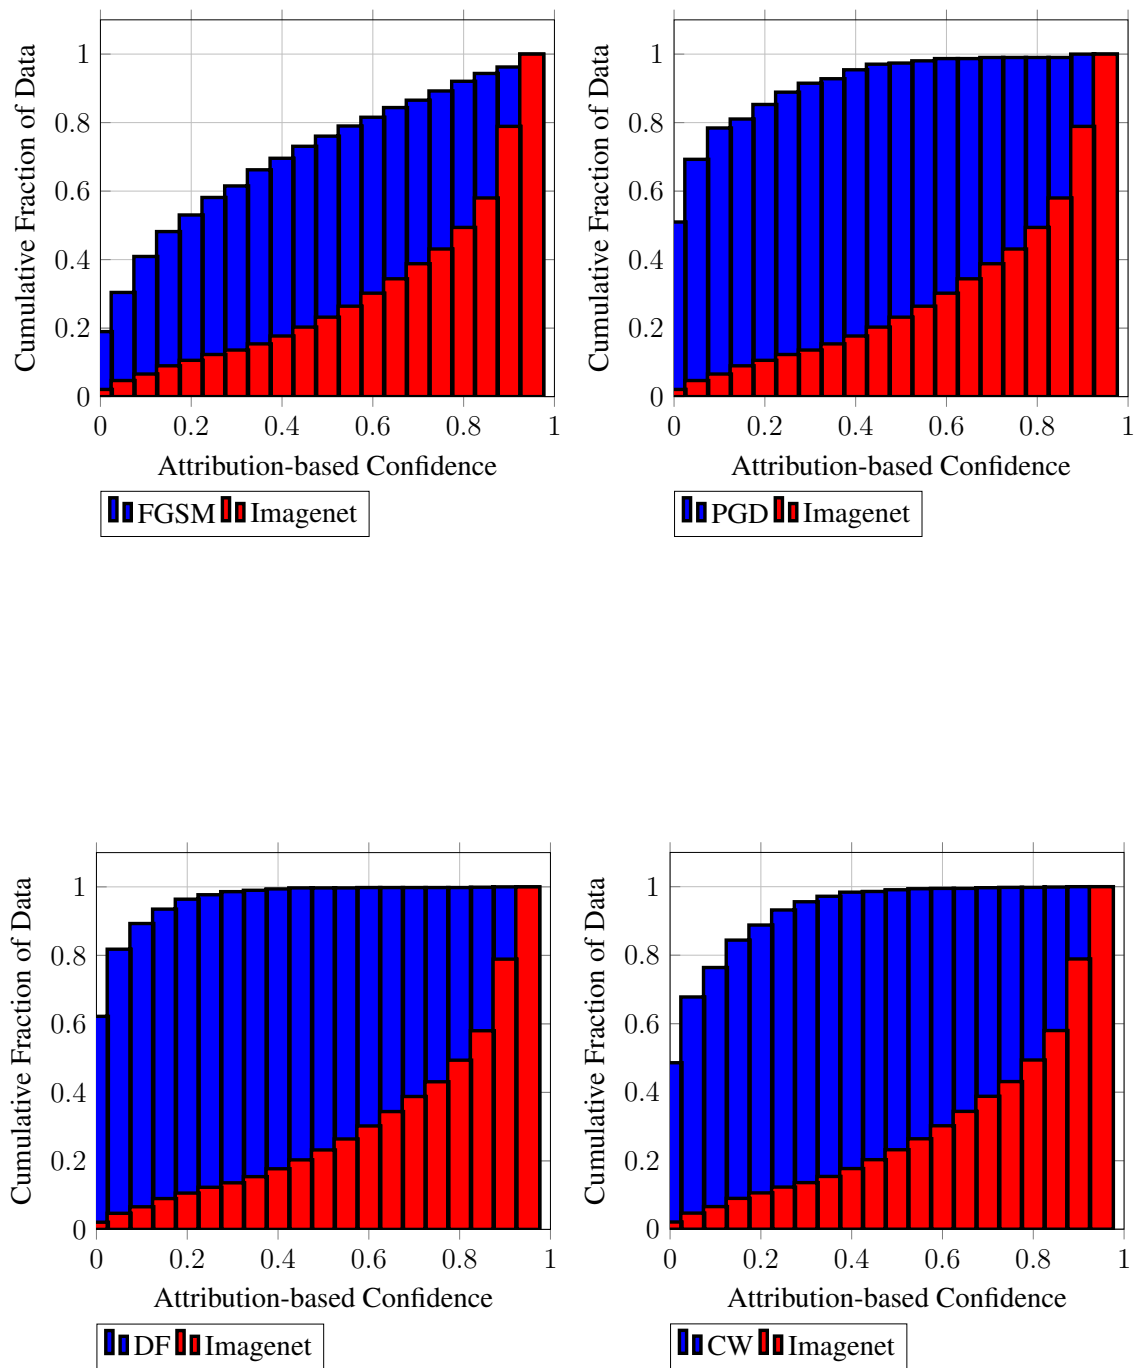 Cumulative Fraction of Data
1
0.8
0.6
0.4
0.2
0
0 0.2 0.4 0.6 0.8 1
Attribution-based Confidence
FGSM Imagenet
Cumulative Fraction of Data
1
0.8
0.6
0.4
0.2
0
0 0.2 0.4 0.6 0.8 1
Attribution-based Confidence
PGD Imagenet
Cumulative Fraction of Data
1
0.8
0.6
0.4
0.2
0
0 0.2 0.4 0.6 0.8 1
Attribution-based Confidence
DF Imagenet
Cumulative Fraction of Data
1
0.8
0.6
0.4
0.2
0
0 0.2 0.4 0.6 0.8 1
Attribution-based Confidence
CW Imagenet